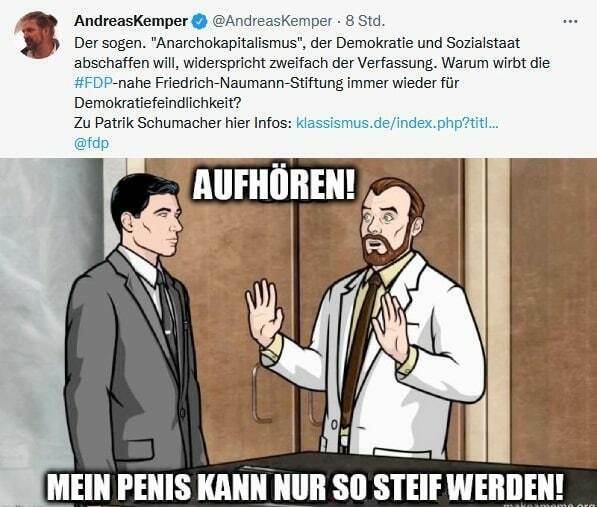 AndreasKemper @AndreasKemper · 8 Std. ...
Der sogen. "Anarchokapitalismus", der Demokratie und Sozialstaat
abschaffen will, widerspricht zweifach der Verfassung. Warum wirbt die
#FDP-nahe Friedrich-Naumann-Stiftung immer wieder für
Demokratiefeindlichkeit?
Zu Patrik Schumacher hier Infos: klassismus.de/index.php?titl...
@fdp
AUFHÖREN!
MEIN PENIS KANN NUR SO STEIF WERDEN!
makeameme.org